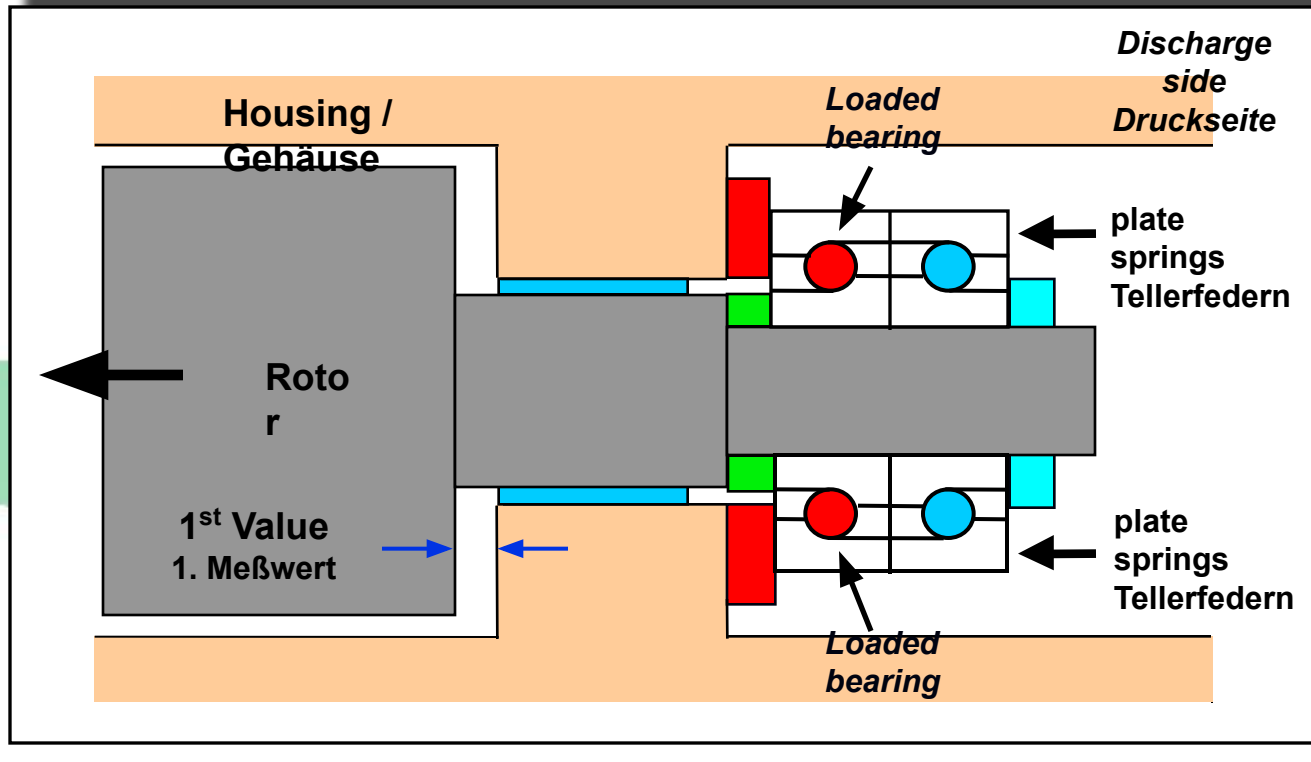 Discharge
side
Druckseite
Housing /
Gehäuse
Loaded
bearing
plate
springs
Tellerfedern
Roto
r
1st Value
1. Meßwert
plate
springs
Tellerfedern
Loaded
bearing